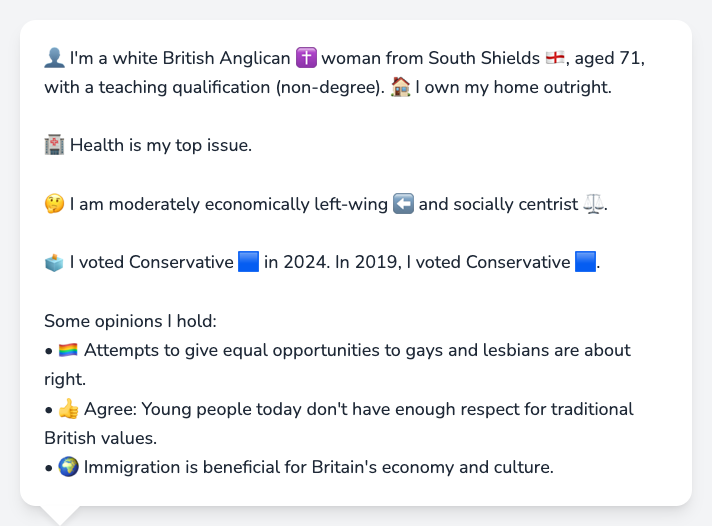 👤 I'm a white British Anglican ✝️ woman from South Shields 🏴󠁧󠁢󠁥󠁮󠁧󠁿, aged 71,
with a teaching qualification (non-degree). 🏠 I own my home outright.
🏥 Health is my top issue.
🤔 I am moderately economically left-wing ⬅️ and socially centrist ⚖️.
🗳️ I voted Conservative 🟦 in 2024. In 2019, I voted Conservative 🟦.
Some opinions I hold:
• 🏳️‍🌈 Attempts to give equal opportunities to gays and lesbians are about
right.
• 👍 Agree: Young people today don't have enough respect for traditional
British values.
• 🌍 Immigration is beneficial for Britain's economy and culture.